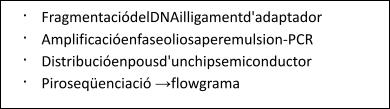 · FragmentaciódelDNAilligamentd'adaptador
· Amplificacióenfaseoliosaperemulsion-PCR
· Distribucióenpousd'unchipsemiconductor
· Piroseqüenciació →flowgrama